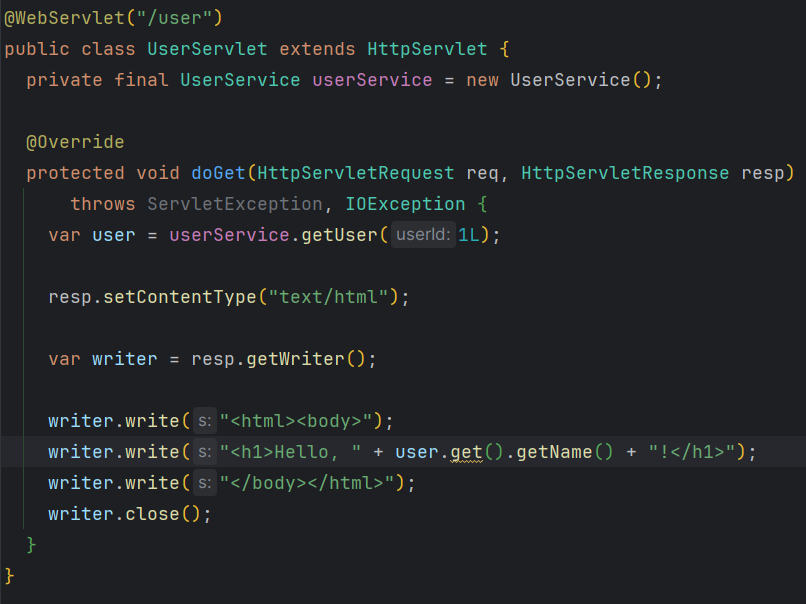 @WebServlet("/user")
public class UserServlet extends HttpServlet {
  private final UserService userService = new UserService();

  @Override
  protected void doGet(HttpServletRequest req, HttpServletResponse resp)
      throws ServletException, IOException {
    var user = userService.getUser( userId: 1L);

    resp.setContentType("text/html");

    var writer = resp.getWriter();

    writer.write( s: "<html><body>");
    writer.write( s: "<h1>Hello, " + user.get().getName() + "!</h1>");
    writer.write( s: "</body></html>");
    writer.close();
  }
}